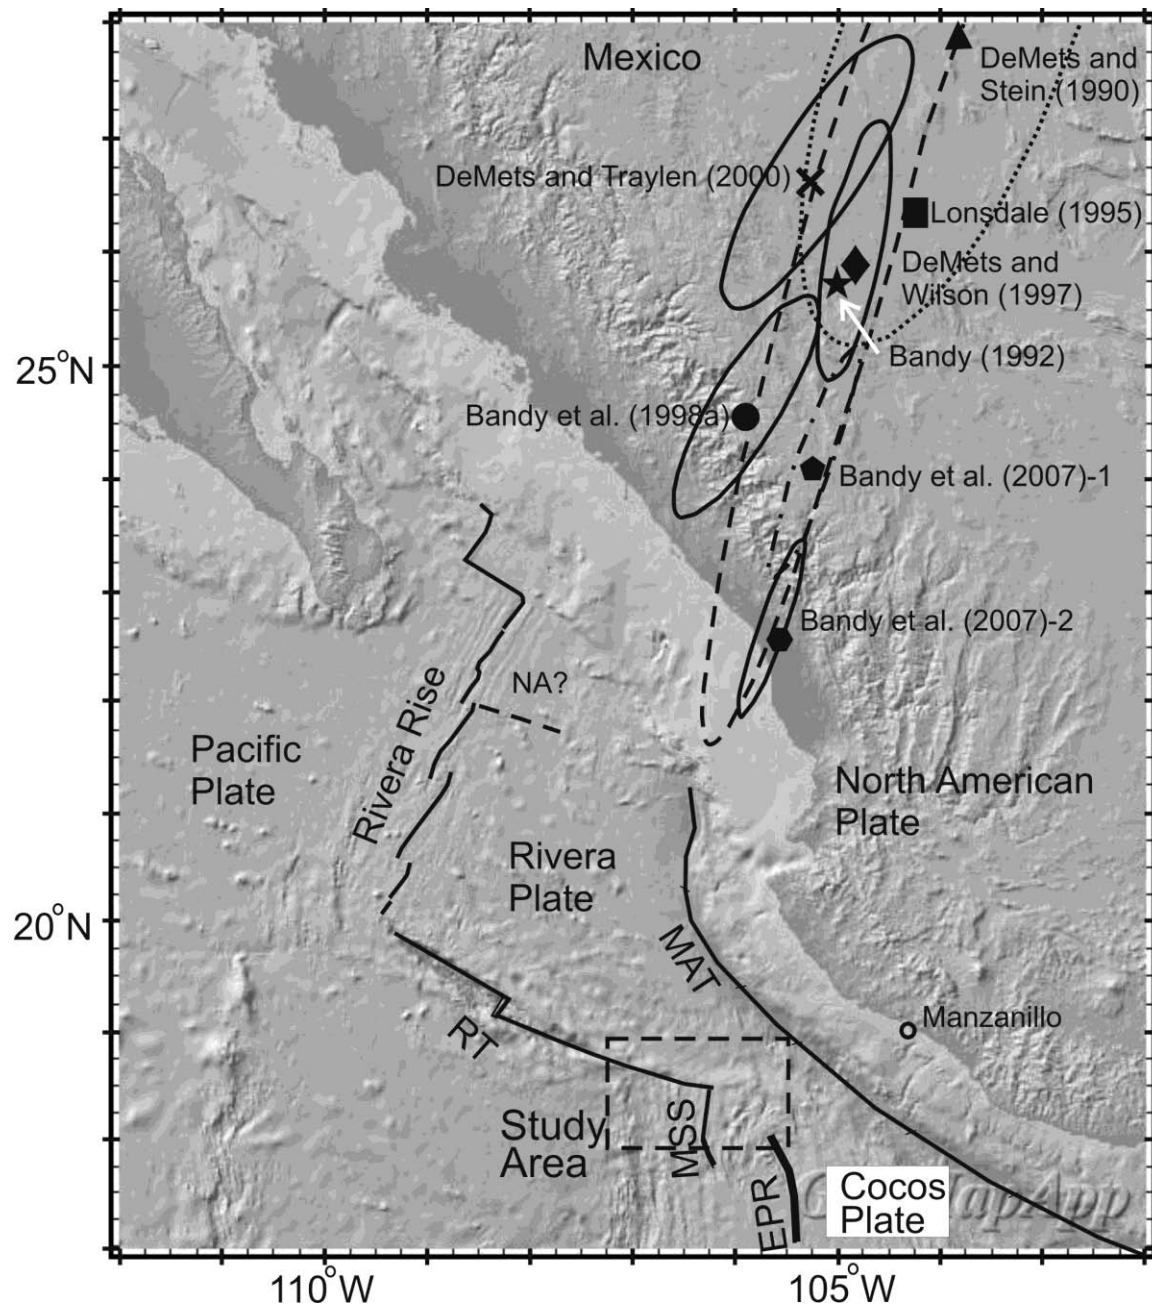 Mexico
DeMets and
Stein (1990)
DeMets and Traylen (2000)
Lonsdale (1995)
DeMets and
Wilson (1997)
25°N
Bandy (1992)
Bandy et al. (1998a)
Bandy et al. (2007)-1
Bandy et al. (2007)-2
NA?
Rivera Rise
Pacific
Plate
North American
Plate
Rivera
Plate
20°N
MAT
Manzanillo
RT
Study
Area
MSS
EPR
Cocos
Plate
GeoMapApp
110°W
105°W